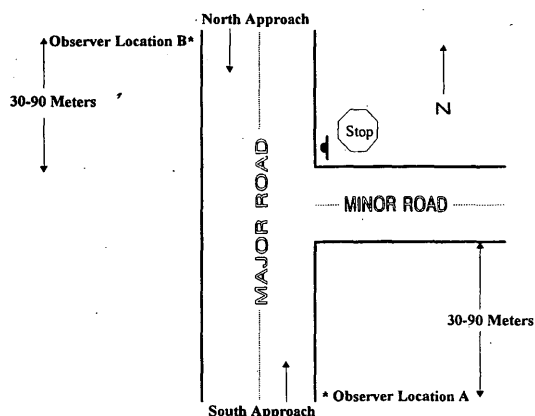 North Approach
Observer Location B*
30-90 Meters
N
Stop
MAJOR ROAD
MINOR ROAD
30-90 Meters
* Observer Location A
South Approach